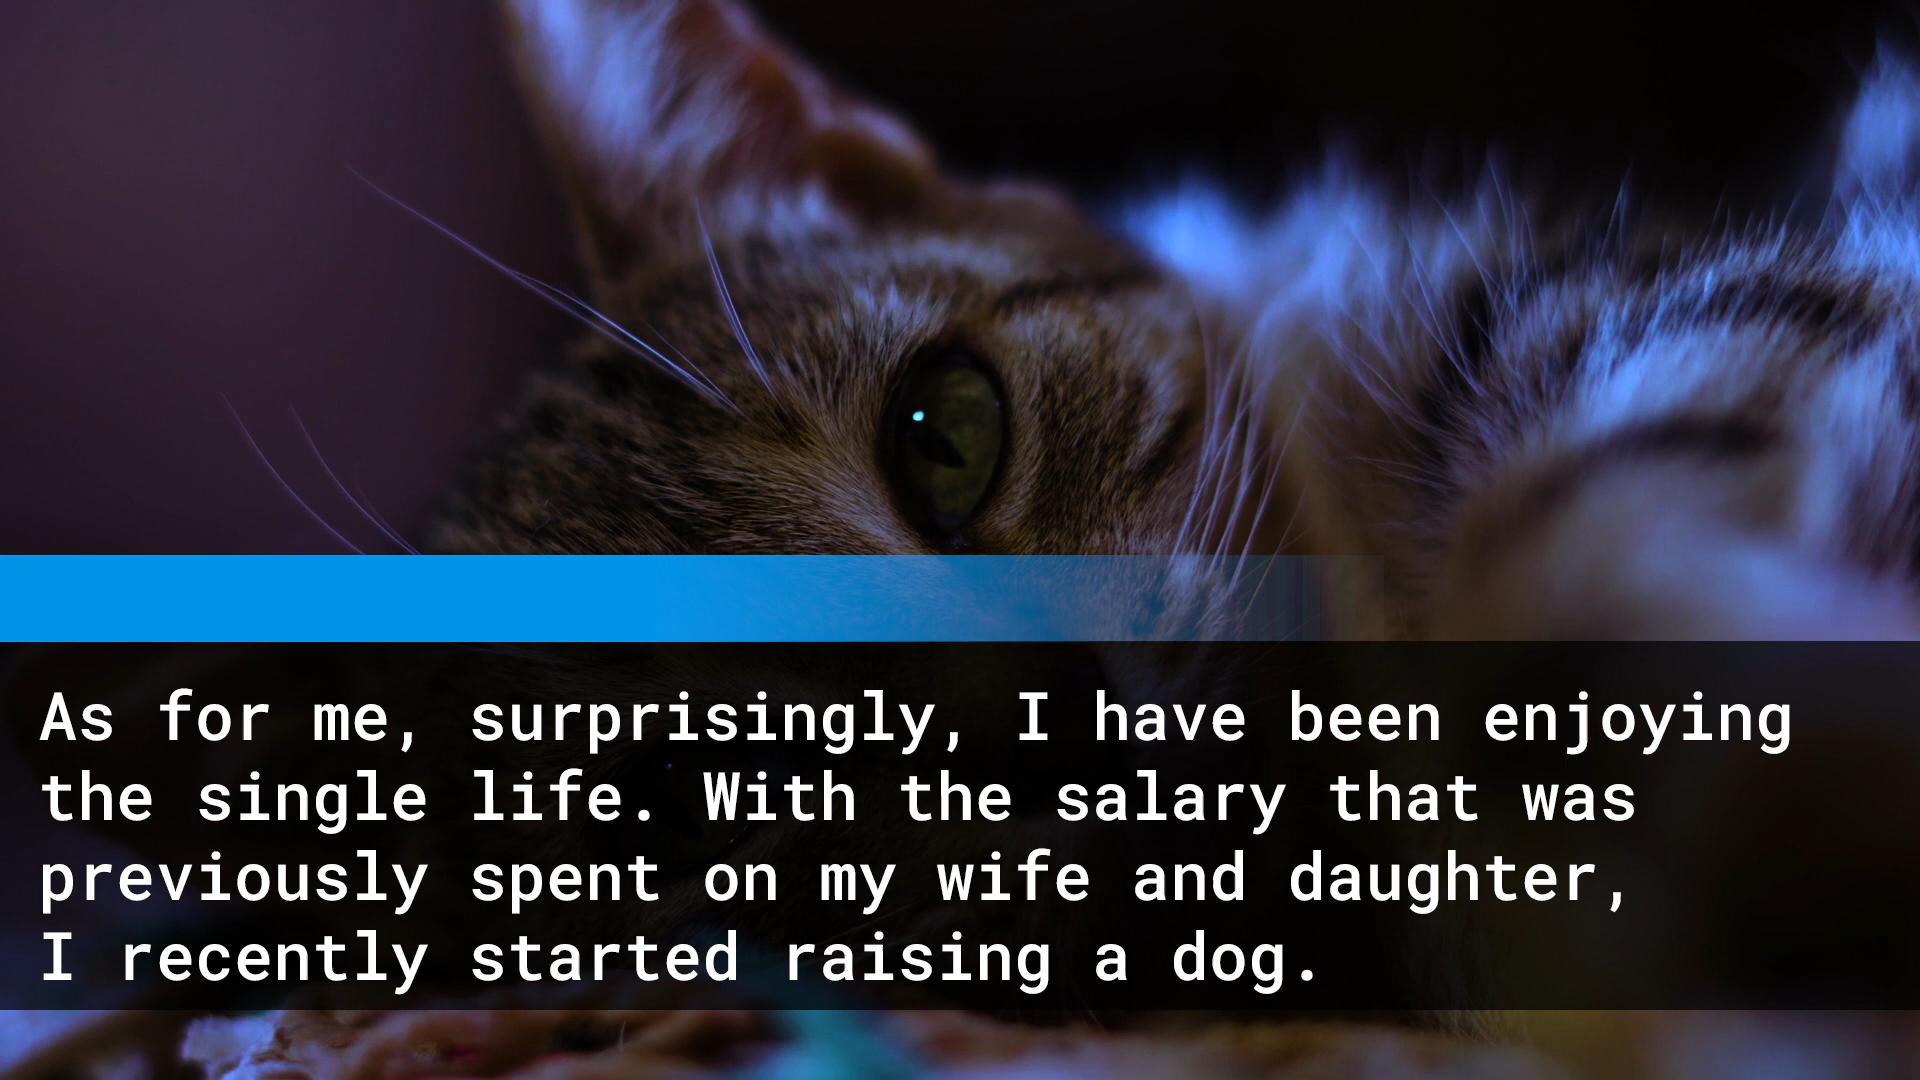 As for me, surprisingly, I have been enjoying
the single life. With the salary that was
previously spent on my wife and daughter,
I recently started raising a dog.